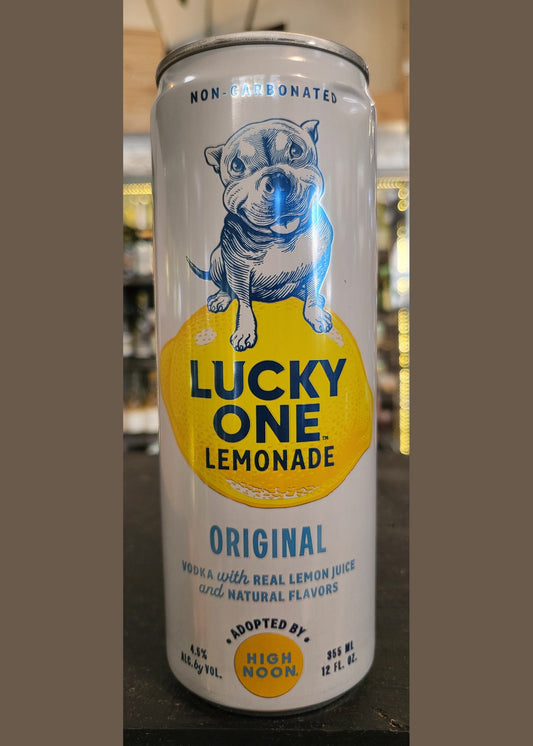 NON-CARBONATED
LUCKY
ONE™
LEMONADE
ORIGINAL
VODKA with REAL LEMON JUICE
and NATURAL FLAVORS
• ADOPTED BY •
HIGH
NOON.
4.5%
ALC. by VOL.
355 ML
12 FL. OZ.